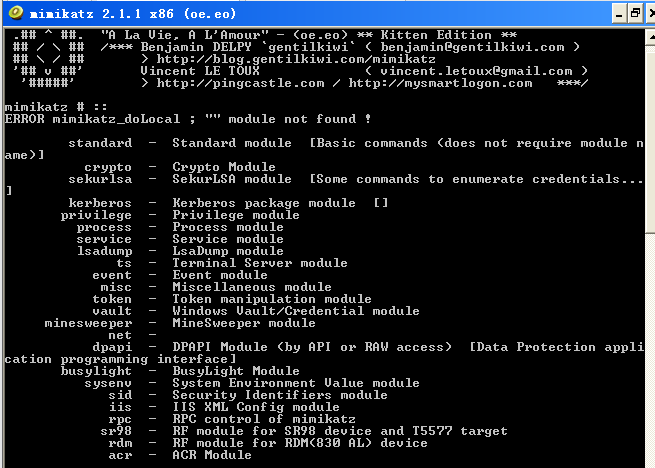 mimikatz 2.1.1 x86 (oe.eo)
.## ^ ##.  "A La Vie, A L'Amour" - (oe.eo) ** Kitten Edition **
## / \ ##  /*** Benjamin DELPY `gentilkiwi` ( benjamin@gentilkiwi.com )
## \ / ##       > http://blog.gentilkiwi.com/mimikatz
'## v ##'       Vincent LE TOUX             ( vincent.letoux@gmail.com )
'#####'        > http://pingcastle.com / http://mysmartlogon.com   ***/
mimikatz # ::
ERROR mimikatz_doLocal ; "" module not found !
standard  -  Standard module  [Basic commands (does not require module n
ame)]
crypto  -  Crypto Module
sekurlsa  -  SekurLSA module  [Some commands to enumerate credentials...
]
kerberos  -  Kerberos package module  []
privilege  -  Privilege module
process  -  Process module
service  -  Service module
lsadump  -  LsaDump module
ts  -  Terminal Server module
event  -  Event module
misc  -  Miscellaneous module
token  -  Token manipulation module
vault  -  Windows Vault/Credential module
minesweeper  -  MineSweeper module
net  -
dpapi  -  DPAPI Module (by API or RAW access)  [Data Protection appli
cation programming interface]
busylight  -  BusyLight Module
sysenv  -  System Environment Value module
sid  -  Security Identifiers module
iis  -  IIS XML Config module
rpc  -  RPC control of mimikatz
sr98  -  RF module for SR98 device and T5577 target
rdm  -  RF module for RDM(830 AL) device
acr  -  ACR Module